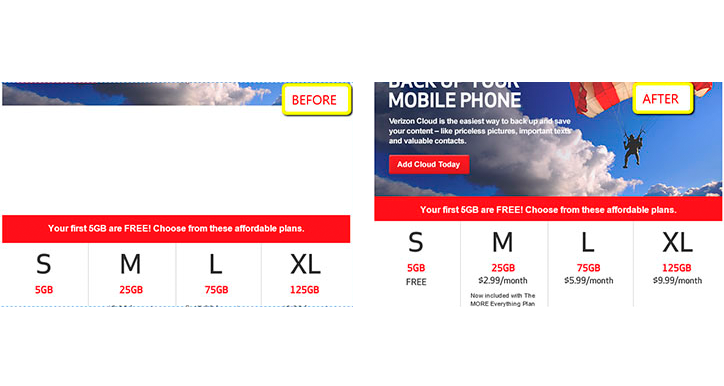 BEFORE
Your first 5GB are FREE! Choose from these affordable plans.
S M L XL
5GB 25GB 75GB 125GB
BACK UP YOUR
MOBILE PHONE
AFTER
Verizon Cloud is the easiest way to back up and save
your content – like priceless pictures, important texts
and valuable contacts.
Add Cloud Today
Your first 5GB are FREE! Choose from these affordable plans.
S M L XL
5GB 25GB 75GB 125GB
FREE $2.99/month $5.99/month $9.99/month
Now included with The
MORE Everything Plan